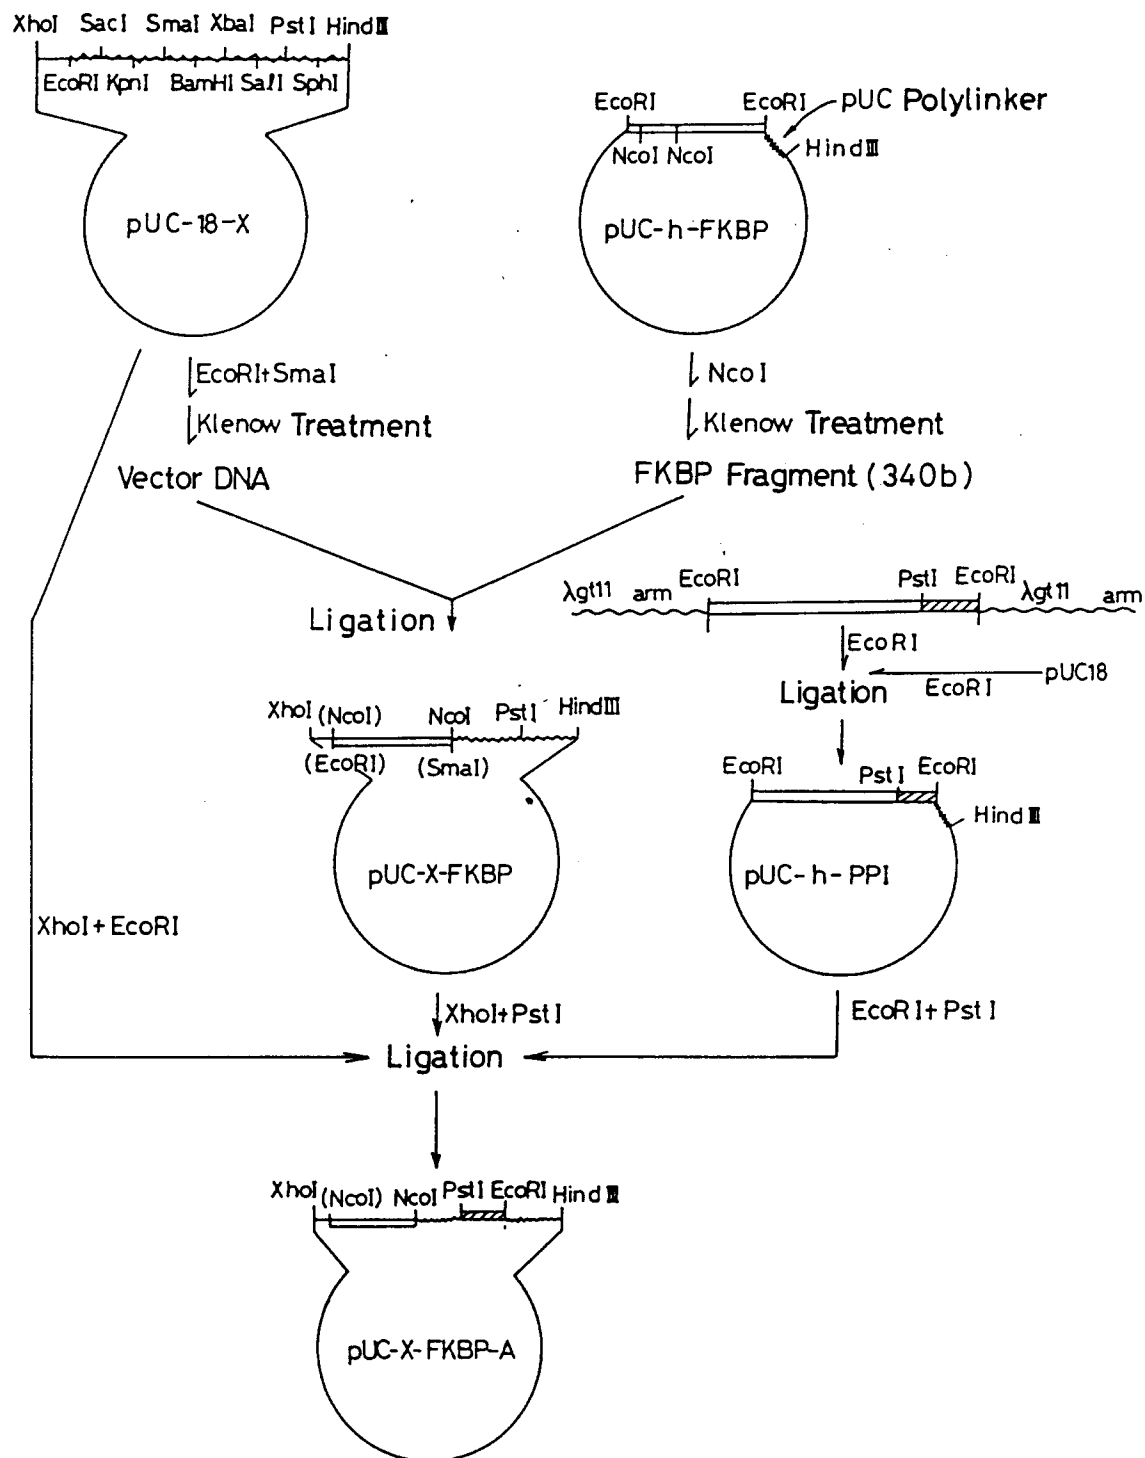 XhoI SacI SmaI XbaI PstI HindIII
EcoRI KpnI BamHI SalI SphI
pUC-18-X
EcoRI EcoRI pUC Polylinker
NcoI NcoI HindIII
pUC-h-FKBP
EcoRI+SmaI
Klenow Treatment
Vector DNA
NcoI
Klenow Treatment
FKBP Fragment (340b)
Ligation
λgt11 arm EcoRI PstI EcoRI λgt11 arm
EcoRI
Ligation EcoRI pUC18
XhoI (NcoI) NcoI PstI HindIII
(EcoRI) (SmaI)
pUC-X-FKBP
EcoRI PstI EcoRI
HindIII
pUC-h-PPI
XhoI+EcoRI
XhoI+PstI
EcoRI+PstI
Ligation
XhoI (NcoI) NcoI PstI EcoRI HindIII
pUC-X-FKBP-A